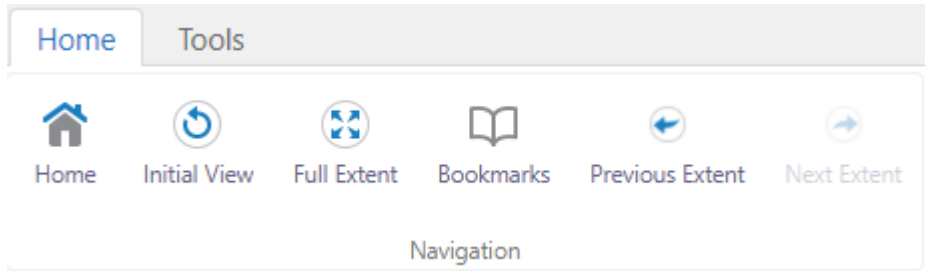 Home Tools
Home Initial View Full Extent Bookmarks Previous Extent Next Extent
Navigation